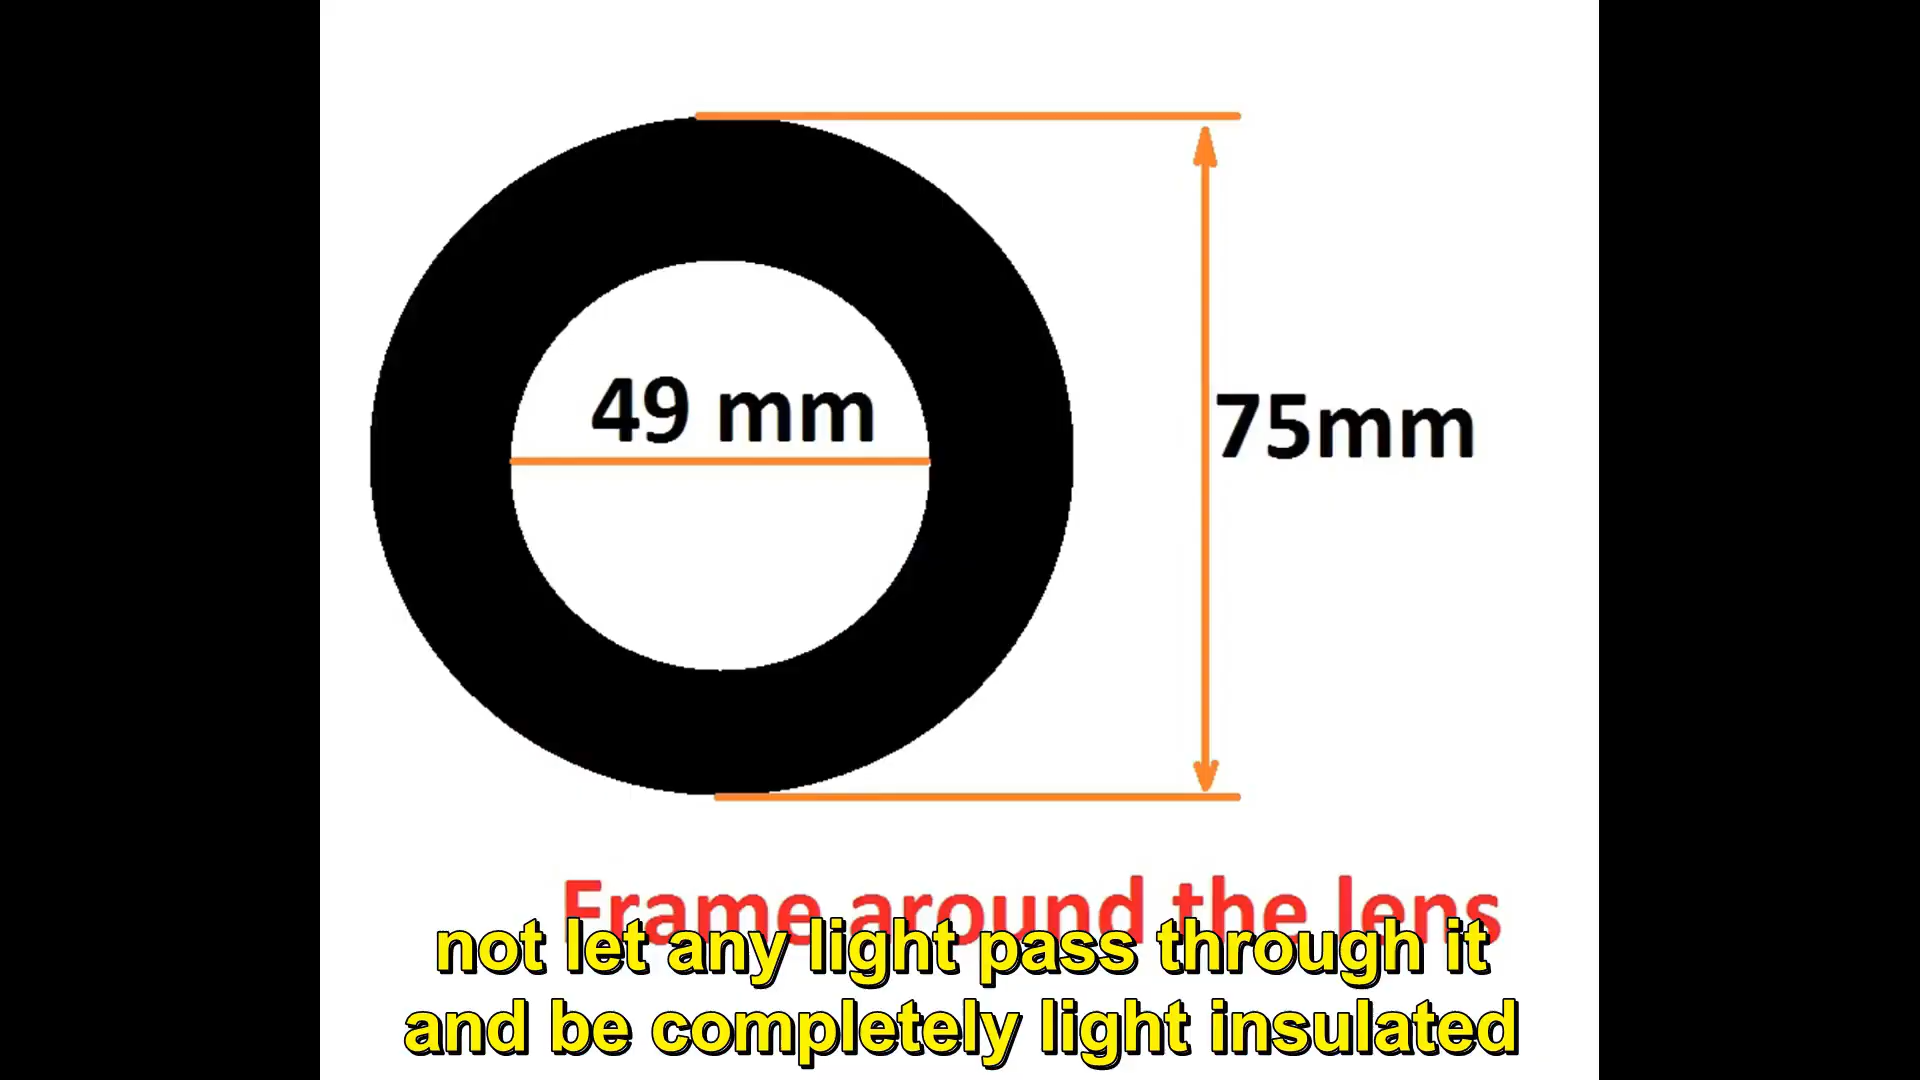 49 mm
75mm
Frame around the lens
not let any light pass through it
and be completely light insulated